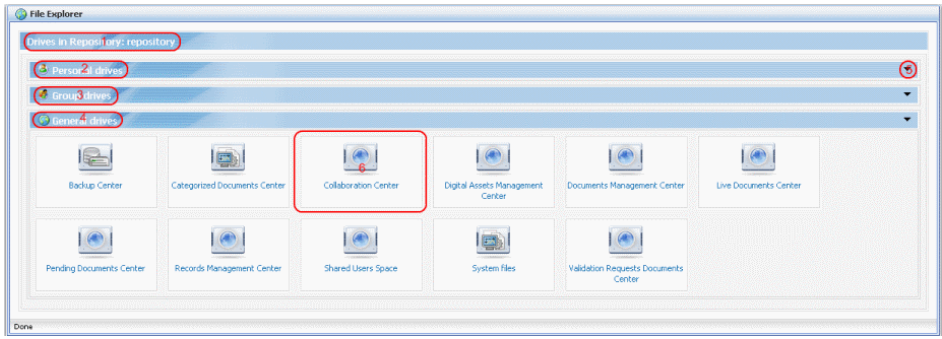 File Explorer
Drives in Repository: repository
1
Personal drives
2
5
Group drives
3
General drives
4
6
Backup Center
Categorized Documents Center
Collaboration Center
Digital Assets Management
Center
Documents Management Center
Live Documents Center
Pending Documents Center
Records Management Center
Shared Users Space
System files
Validation Requests Documents
Center
Done